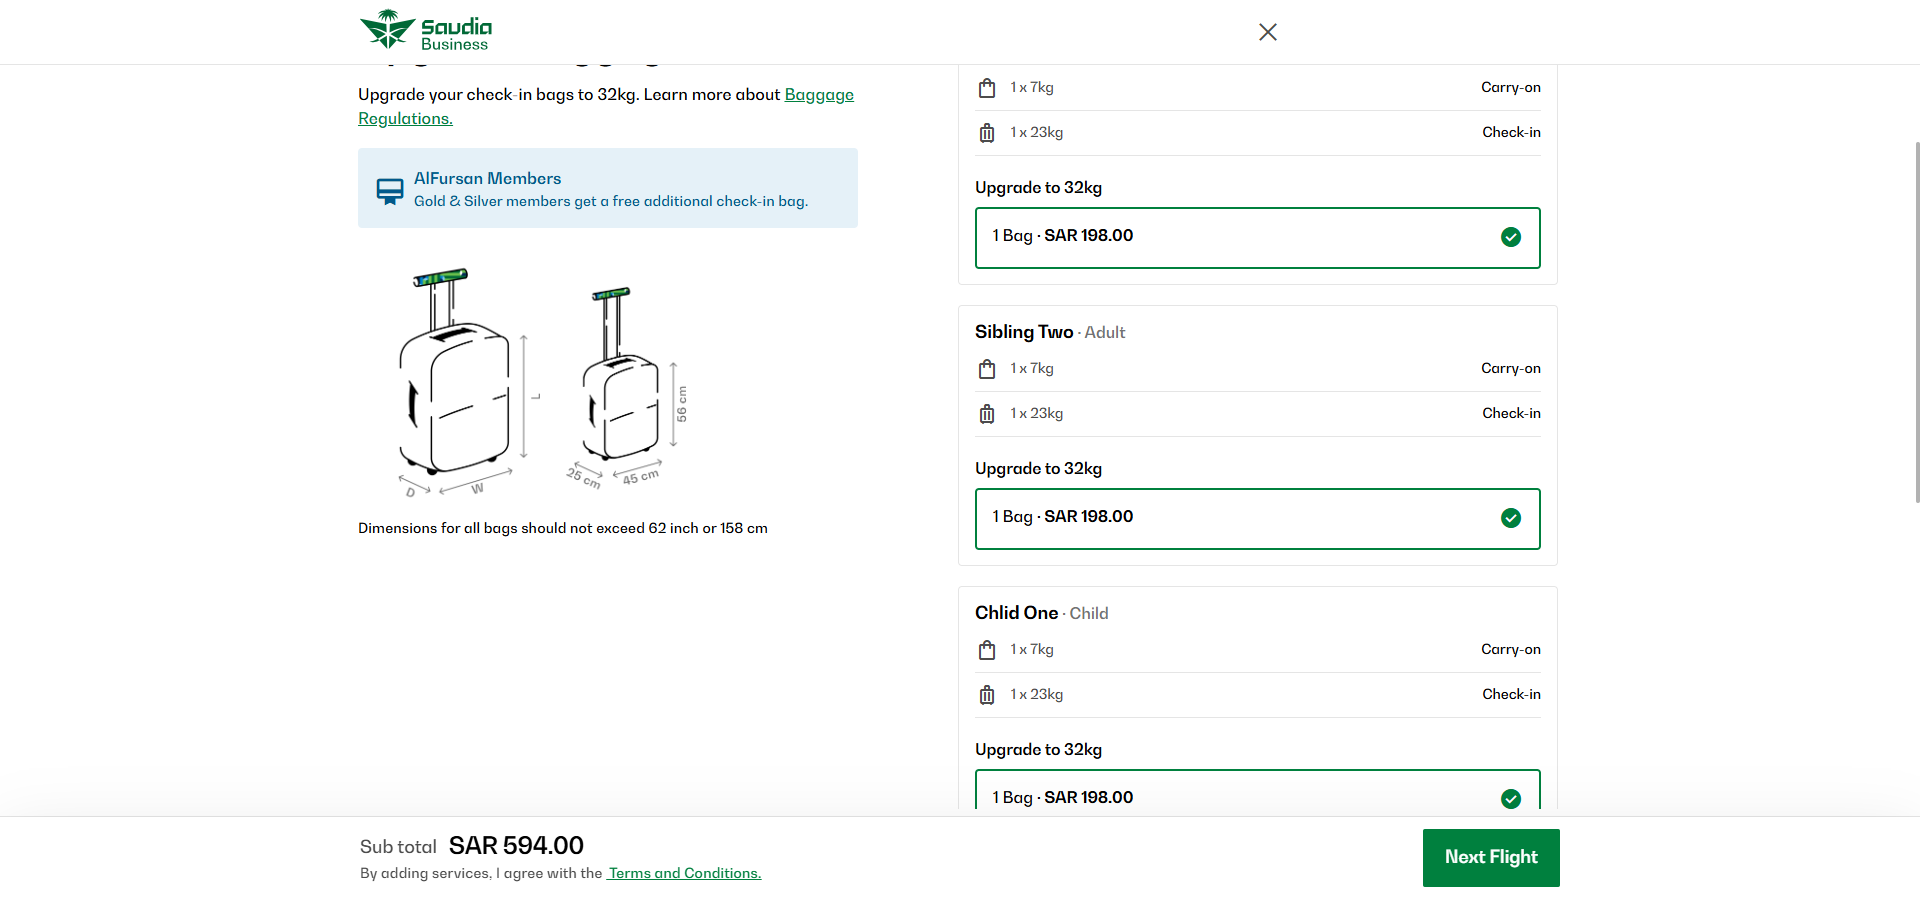 Saudia
Business
Upgrade your check-in bags to 32kg. Learn more about Baggage
Regulations.
AlFursan Members
Gold & Silver members get a free additional check-in bag.
L
D
W
56 cm
25 cm
45 cm
Dimensions for all bags should not exceed 62 inch or 158 cm
1 x 7kg
Carry-on
1 x 23kg
Check-in
Upgrade to 32kg
1 Bag · SAR 198.00
Sibling Two · Adult
1 x 7kg
Carry-on
1 x 23kg
Check-in
Upgrade to 32kg
1 Bag · SAR 198.00
Chlid One · Child
1 x 7kg
Carry-on
1 x 23kg
Check-in
Upgrade to 32kg
1 Bag · SAR 198.00
Sub total SAR 594.00
By adding services, I agree with the Terms and Conditions.
Next Flight